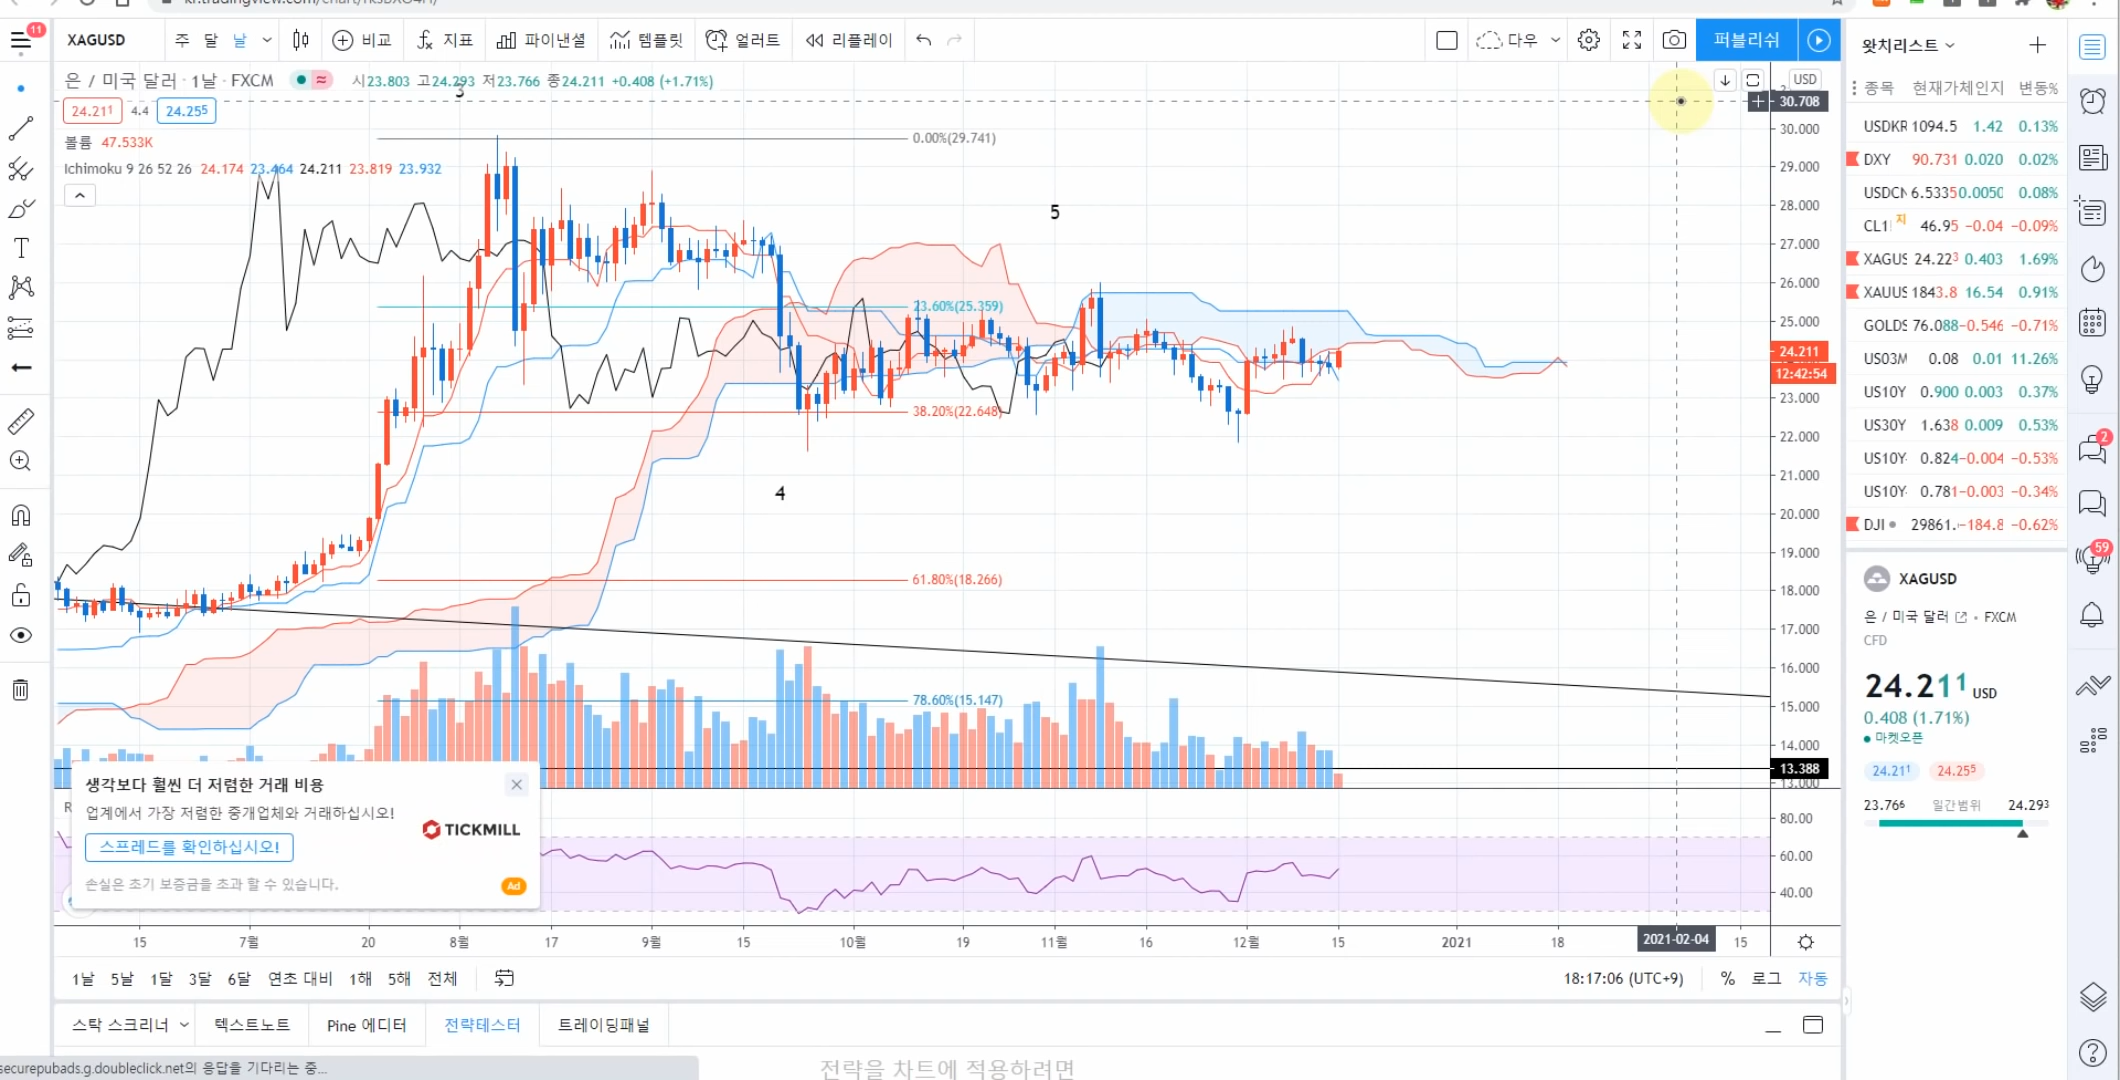 XAGUSD 주 달 날 비교 지표 파이낸셜 템플릿 얼러트 리플레이 다우 퍼블리쉬
11
은 / 미국 달러 · 1날 · FXCM 시23.803 고24.293 저23.766 종24.211 +0.408 (+1.71%)
24.211 4.4 24.255
볼륨 47.533K
Ichimoku 9 26 52 26 24.174 23.464 24.211 23.819 23.932
3
5
4
0.00%(29.741)
23.60%(25.359)
38.20%(22.648)
61.80%(18.266)
78.60%(15.147)
USD
30.708
30.000
29.000
28.000
27.000
26.000
25.000
24.211
12:42:54
23.000
22.000
21.000
20.000
19.000
18.000
17.000
16.000
15.000
14.000
13.388
13.000
80.00
60.00
40.00
생각보다 훨씬 더 저렴한 거래 비용
업계에서 가장 저렴한 중개업체와 거래하십시오!
TICKMILL
스프레드를 확인하십시오!
손실은 초기 보증금을 초과 할 수 있습니다.
Ad
15 7월 20 8월 17 9월 15 10월 19 11월 16 12월 15 2021 18 2021-02-04 15
1날 5날 1달 3달 6달 연초 대비 1해 5해 전체 18:17:06 (UTC+9) % 로그 자동
스탁 스크리너 텍스트노트 Pine 에디터 전략테스터 트레이딩패널
securepubads.g.doubleclick.net의 응답을 기다리는 중...
전략을 차트에 적용하려면
왓치리스트
종목 현재가 체인지 변동%
USDKR 1094.5 1.42 0.13%
DXY 90.731 0.020 0.02%
USDCN 6.5335 0.0050 0.08%
CL1! 지 46.95 −0.04 −0.09%
XAGUS 24.223 0.403 1.69%
XAUUS 1843.8 16.54 0.91%
GOLDS 76.088 −0.546 −0.71%
US03M 0.08 0.01 11.26%
US10Y 0.900 0.003 0.37%
US30Y 1.638 0.009 0.53%
US10Y- 0.824 −0.004 −0.53%
US10Y- 0.781 −0.003 −0.34%
DJI 29861. −184.8 −0.62%
XAGUSD
은 / 미국 달러 • FXCM
CFD
24.211 USD
0.408 (1.71%)
마켓오픈
24.211 24.255
23.766 일간범위 24.293
2
59